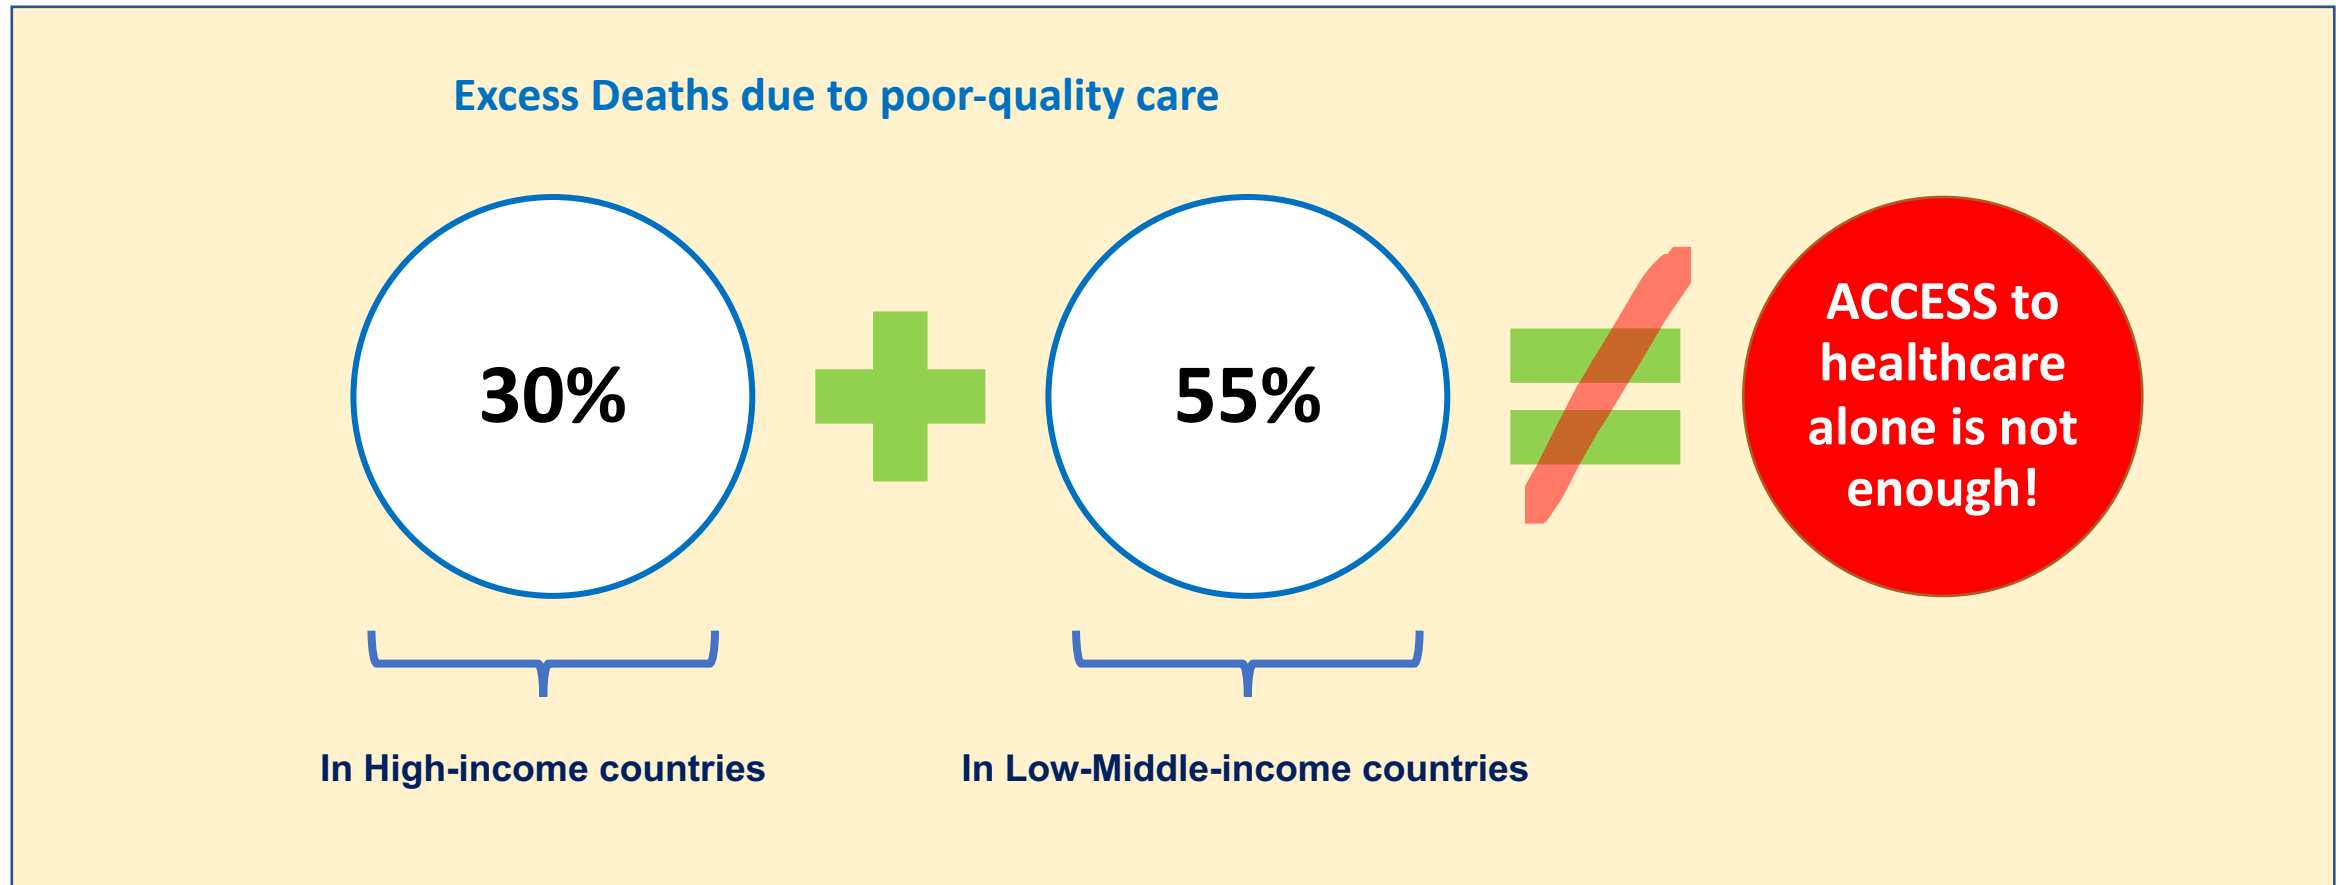 Excess Deaths due to poor-quality care
30%
55%
ACCESS to
healthcare
alone is not
enough!
In High-income countries
In Low-Middle-income countries